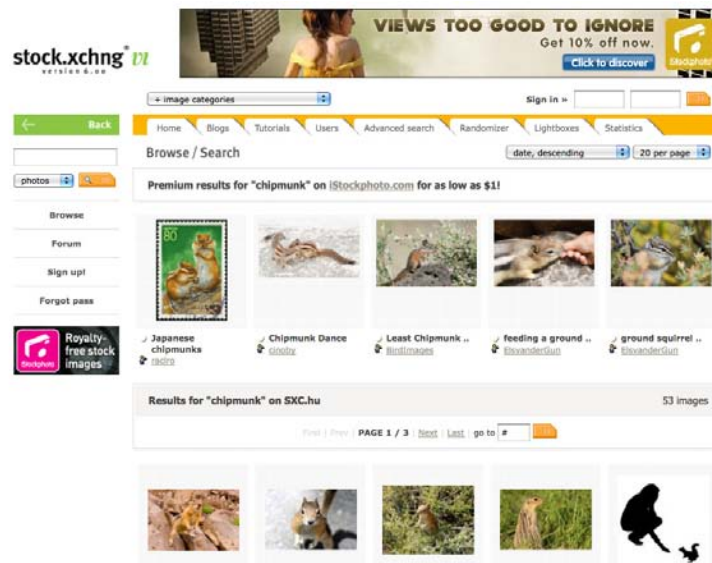 VIEWS TOO GOOD TO IGNORE
Get 10% off now.
Click to discover
iStockphoto
stock.xchng® vi
version 6.00
+ image categories
Sign in »
← Back
Home Blogs Tutorials Users Advanced search Randomizer Lightboxes Statistics
Browse / Search
date, descending 20 per page
photos
Premium results for "chipmunk" on iStockphoto.com for as low as $1!
Browse
Forum
Sign up!
Forgot pass
Royalty-
free stock
images
iStockphoto
80
Japanese
chipmunks
raciro
Chipmunk Dance
cinoby
Least Chipmunk ..
BirdImages
feeding a ground ..
ElsvanderGun
ground squirrel ..
ElsvanderGun
Results for "chipmunk" on SXC.hu 53 images
First | Prev | PAGE 1 / 3 | Next | Last | go to #